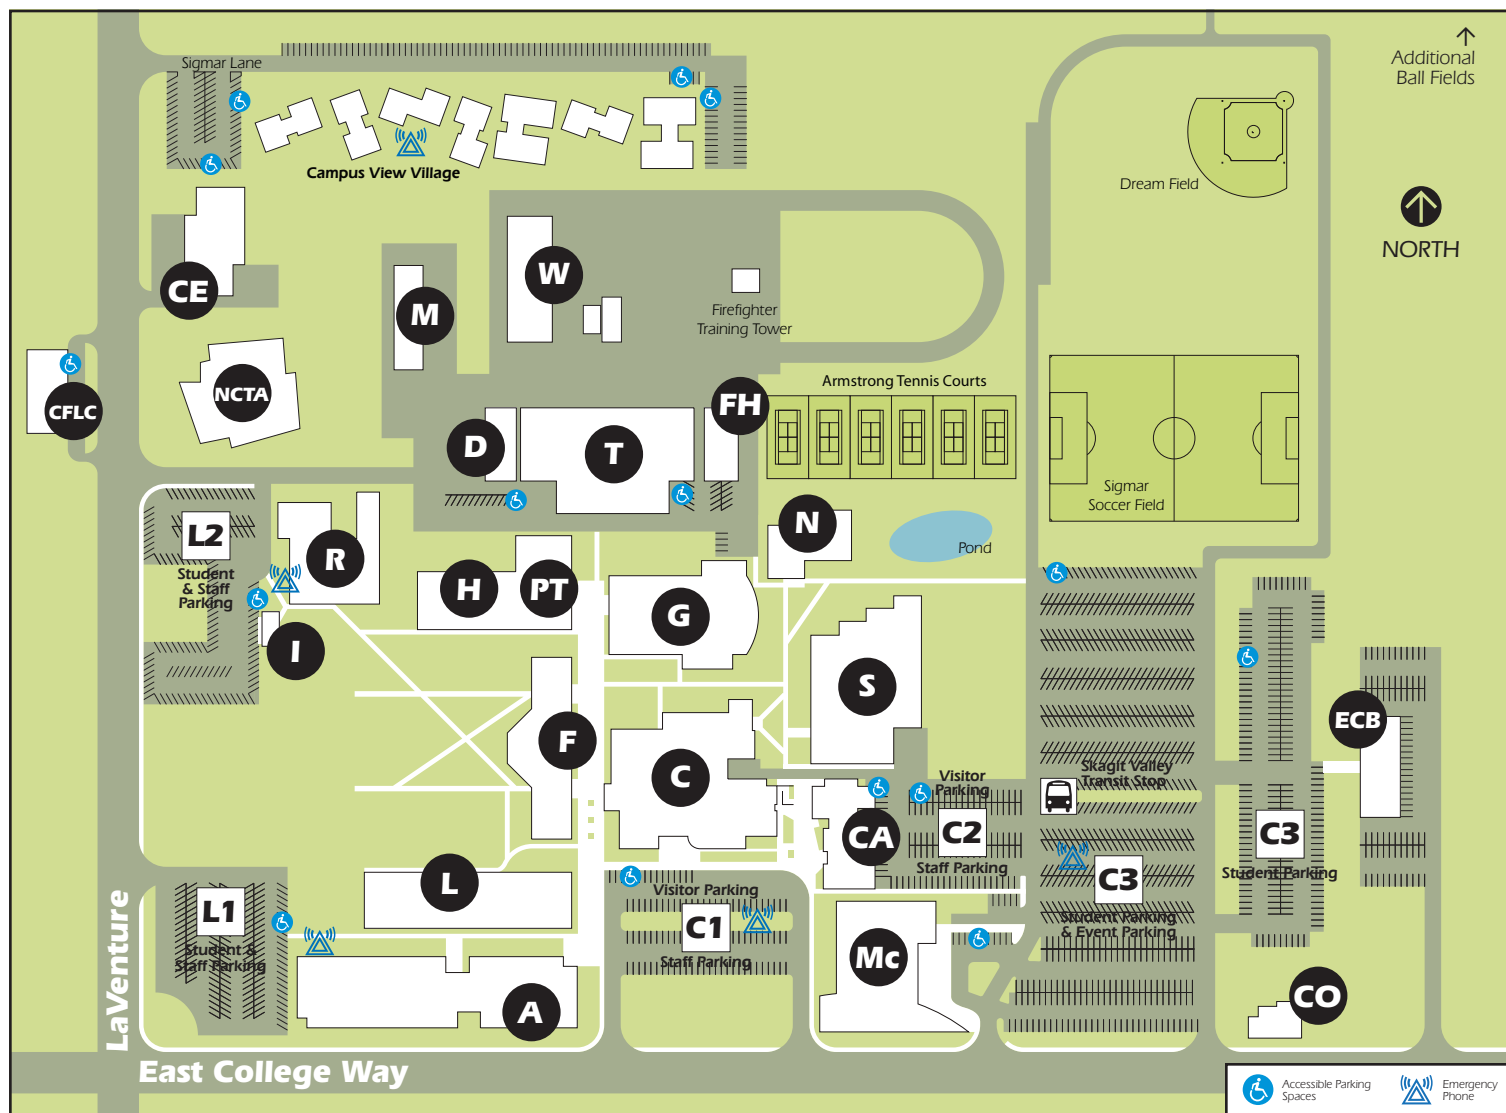 Sigmar Lane
Additional
Ball Fields
Campus View Village
Dream Field
NORTH
CE
M
W
Firefighter
Training Tower
CFLC
NCTA
FH
Armstrong Tennis Courts
D
T
Sigmar
Soccer Field
L2
Student
& Staff
Parking
R
N
Pond
H
PT
G
I
S
F
C
ECB
Skagit Valley
Transit Stop
Visitor
Parking
CA
C2
Staff Parking
C3
Student Parking
& Event Parking
C3
Student Parking
L
L1
Student &
Staff Parking
Visitor Parking
C1
Staff Parking
Mc
A
CO
LaVenture
East College Way
Accessible Parking
Spaces
Emergency
Phone